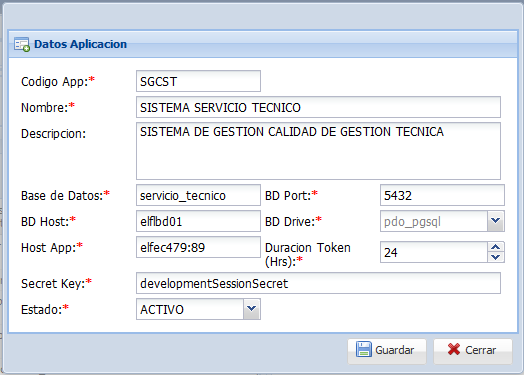 Datos Aplicacion
Codigo App:* SGCST
Nombre:* SISTEMA SERVICIO TECNICO
Descripcion: SISTEMA DE GESTION CALIDAD DE GESTION TECNICA
Base de Datos:* servicio_tecnico BD Port:* 5432
BD Host:* elflbd01 BD Drive:* pdo_pgsql
Host App:* elfec479:89 Duracion Token
(Hrs):* 24
Secret Key:* developmentSessionSecret
Estado:* ACTIVO
Guardar Cerrar